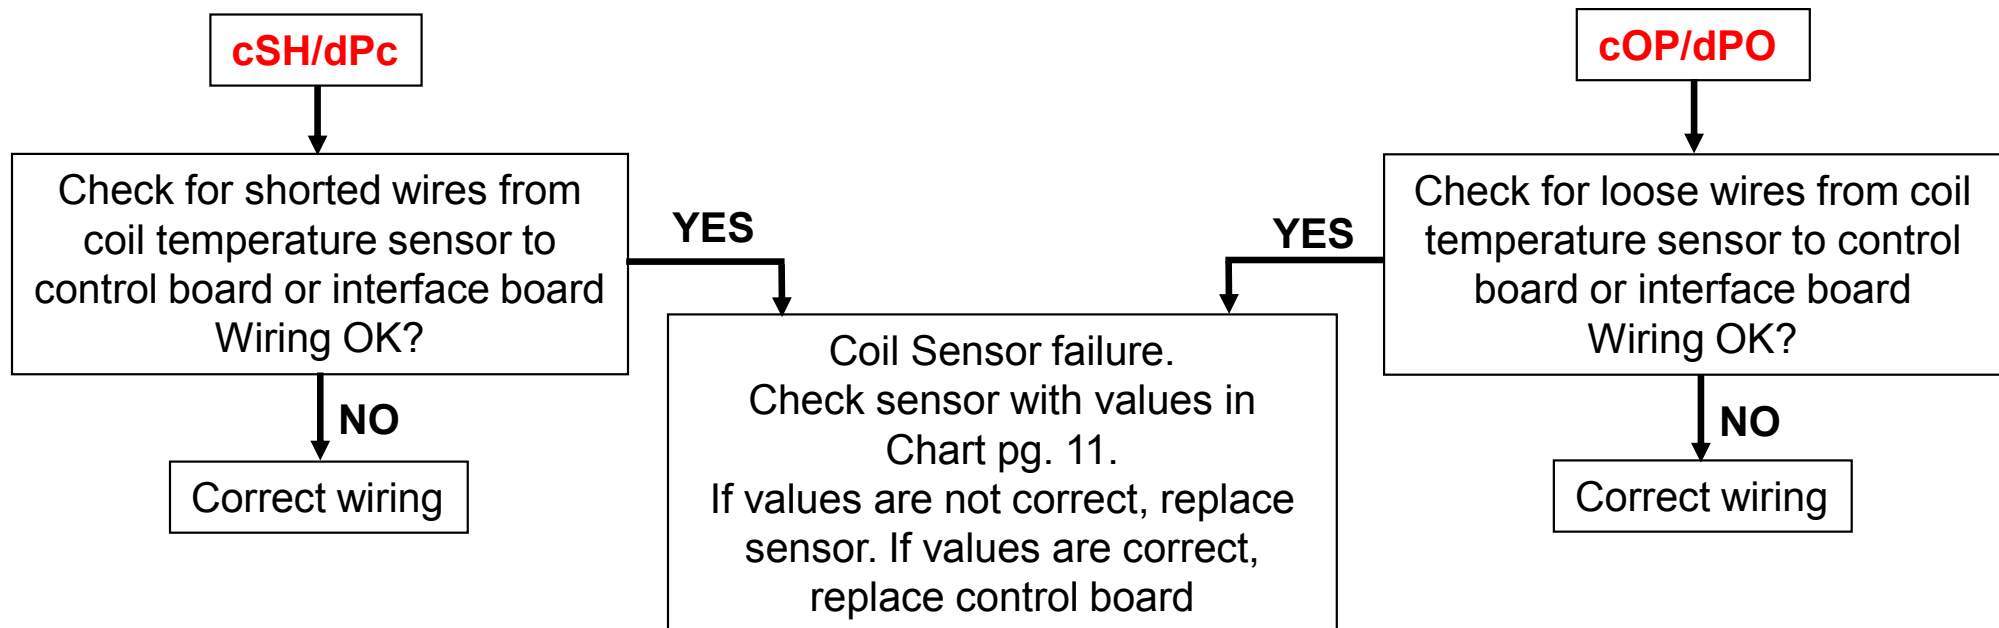 cSH/dPc
cOP/dPO
Check for shorted wires from
coil temperature sensor to
control board or interface board
Wiring OK?
YES
YES
Check for loose wires from coil
temperature sensor to control
board or interface board
Wiring OK?
NO
Correct wiring
Coil Sensor failure.
Check sensor with values in
Chart pg. 11.
If values are not correct, replace
sensor. If values are correct,
replace control board
NO
Correct wiring